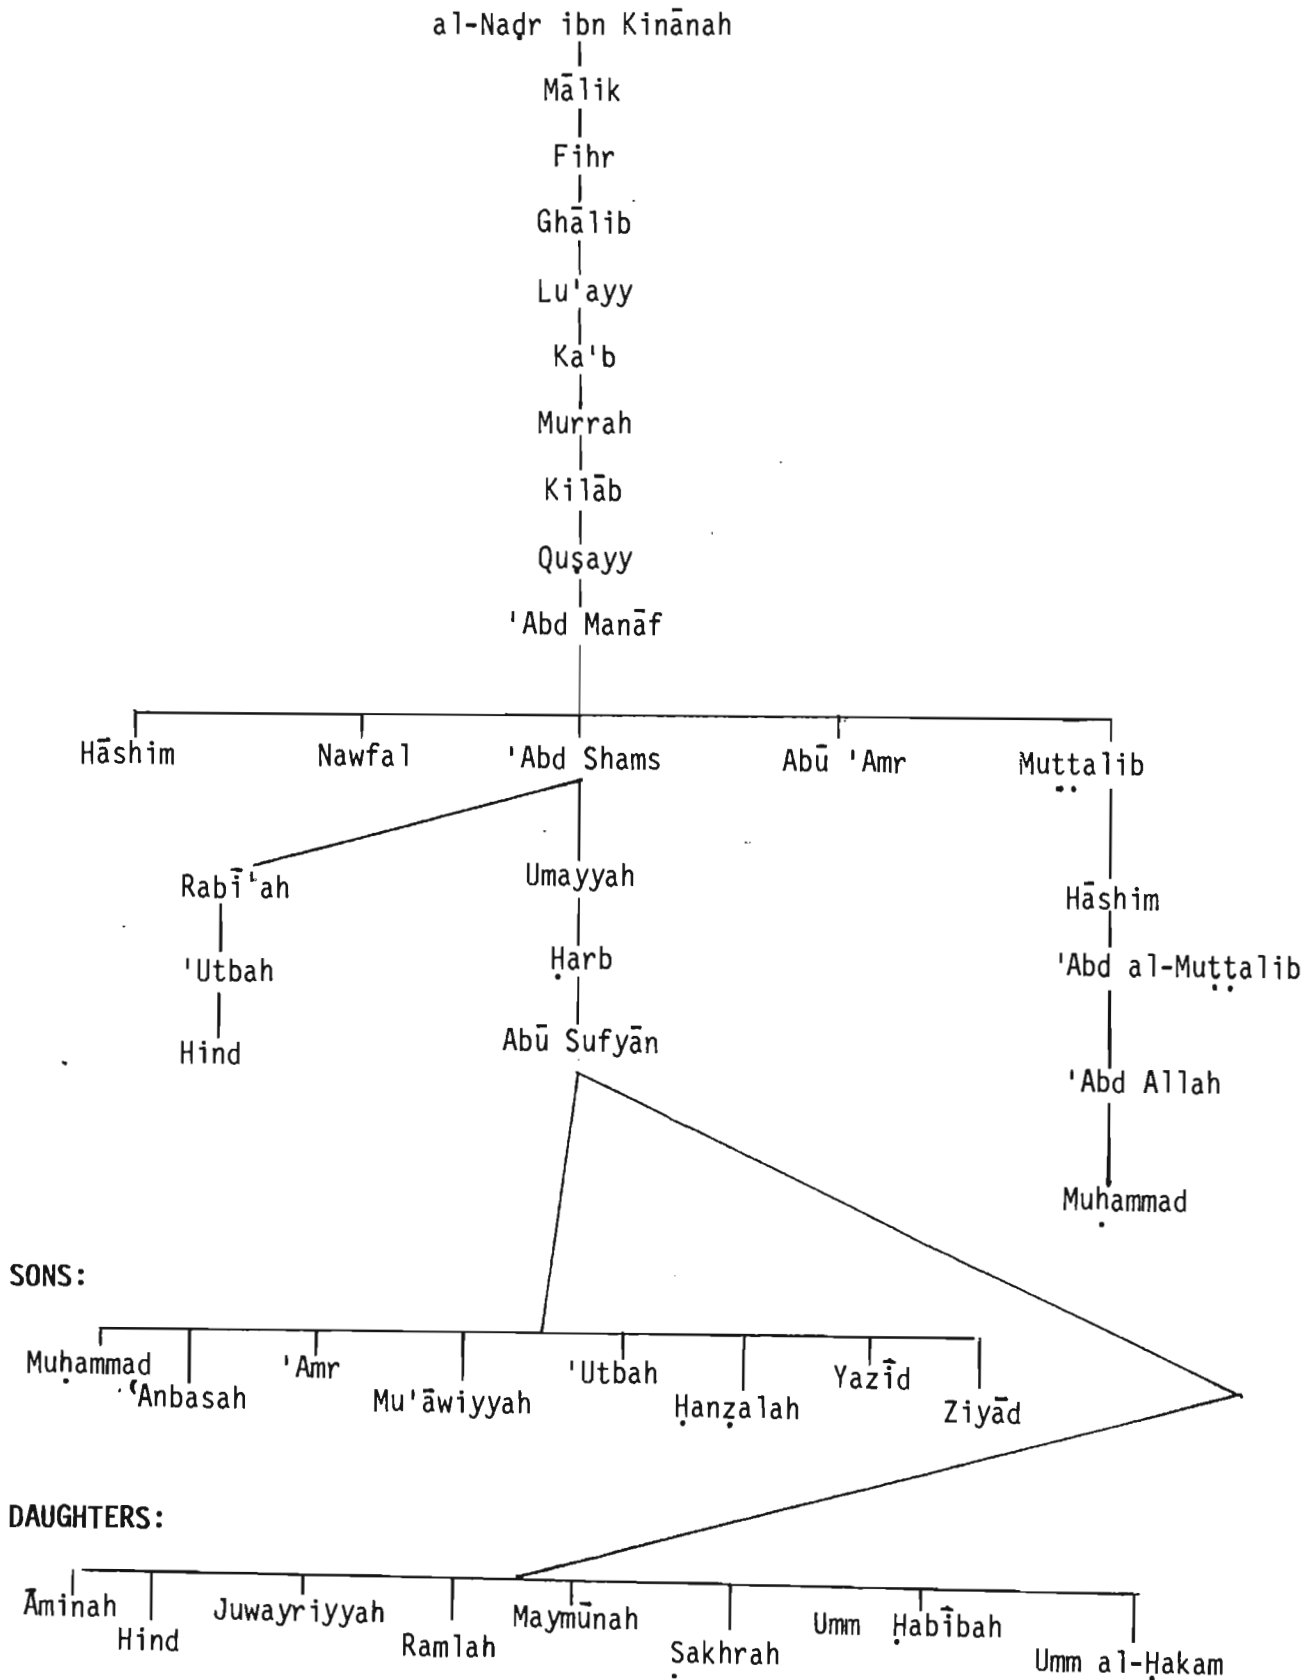 al-Naḍr ibn Kinānah
Mālik
Fihr
Ghālib
Lu'ayy
Ka'b
Murrah
Kilāb
Quṣayy
'Abd Manāf
Hāshim Nawfal 'Abd Shams Abū 'Amr Muṭṭalib
Rabī'ah Umayyah Hāshim
'Utbah Ḥarb 'Abd al-Muṭṭalib
Hind Abū Sufyān 'Abd Allah
Muḥammad
SONS:
Muḥammad 'Amr 'Utbah Yazîd
'Anbasah Mu'āwiyyah Ḥanẓalah Ziyād
DAUGHTERS:
Āminah Juwayriyyah Maymūnah Umm Ḥabîbah
Hind Ramlah Ṣakhrah Umm al-Ḥakam